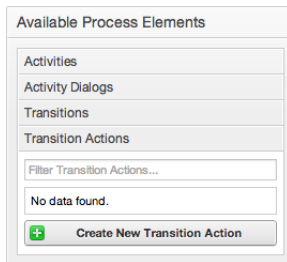 Available Process Elements
Activities
Activity Dialogs
Transitions
Transition Actions
Filter Transition Actions...
No data found.
Create New Transition Action